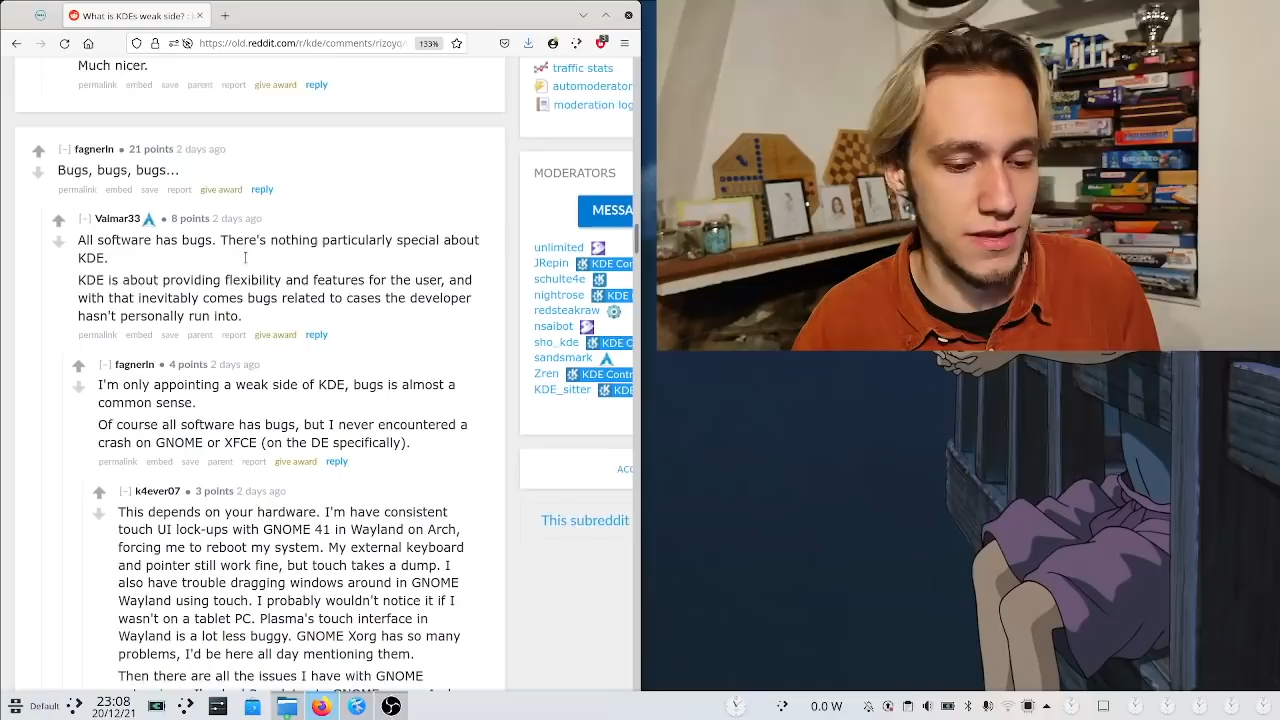 What is KDEs weak side? : 
https://old.reddit.com/r/kde/comments/rizoyo/
133%
Much nicer.
permalink embed save parent report give award reply
[–] fagnerln • 21 points 2 days ago
Bugs, bugs, bugs...
permalink embed save report give award reply
[–] Valmar33 • 8 points 2 days ago
All software has bugs. There's nothing particularly special about
KDE.
KDE is about providing flexibility and features for the user, and
with that inevitably comes bugs related to cases the developer
hasn't personally run into.
permalink embed save parent report give award reply
[–] fagnerln • 4 points 2 days ago
I'm only appointing a weak side of KDE, bugs is almost a
common sense.
Of course all software has bugs, but I never encountered a
crash on GNOME or XFCE (on the DE specifically).
permalink embed save parent report give award reply
[–] k4ever07 • 3 points 2 days ago
This depends on your hardware. I'm have consistent
touch UI lock-ups with GNOME 41 in Wayland on Arch,
forcing me to reboot my system. My external keyboard
and pointer still work fine, but touch takes a dump. I
also have trouble dragging windows around in GNOME
Wayland using touch. I probably wouldn't notice it if I
wasn't on a tablet PC. Plasma's touch interface in
Wayland is a lot less buggy. GNOME Xorg has so many
problems, I'd be here all day mentioning them.
Then there are all the issues I have with GNOME
traffic stats
automoderator
moderation log
MODERATORS
MESSA
unlimited
JRepin KDE Con
schulte4e
nightrose KDE
redsteakraw
nsaibot
sho_kde KDE C
sandsmark
Zren KDE Contr
KDE_sitter KDE
ACC
This subreddit
Default
23:08
20/12/21
0.0 W